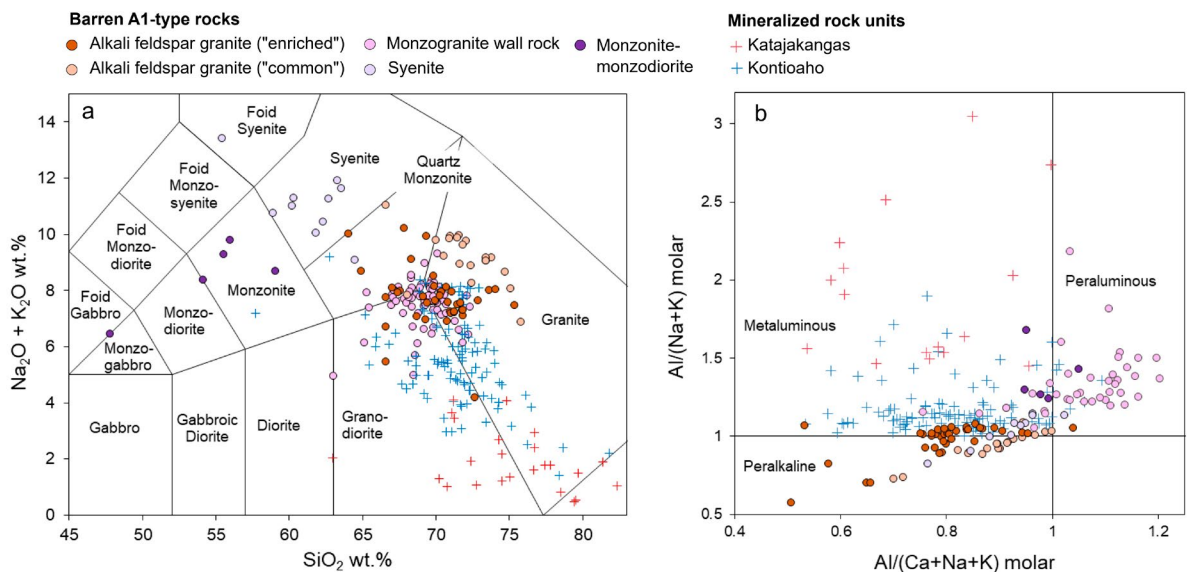 Barren A1-type rocks
Mineralized rock units
Alkali feldspar granite ("enriched")
Monzogranite wall rock
Monzonite-
monzodiorite
Katajakangas
Alkali feldspar granite ("common")
Syenite
Kontioaho
a
Foid
Syenite
Syenite
Quartz
Monzonite
Foid
Monzo-
syenite
Foid
Monzo-
diorite
Monzonite
Foid
Gabbro
Monzo-
diorite
Granite
Monzo-
gabbro
Gabbro
Gabbroic
Diorite
Diorite
Grano-
diorite
14
12
10
8
6
4
2
0
45
50
55
60
65
70
75
80
Na₂O + K₂O wt.%
SiO₂ wt.%
b
Peraluminous
Metaluminous
Peralkaline
3
2.5
2
1.5
1
0.5
0.4
0.6
0.8
1
1.2
Al/(Na+K) molar
Al/(Ca+Na+K) molar